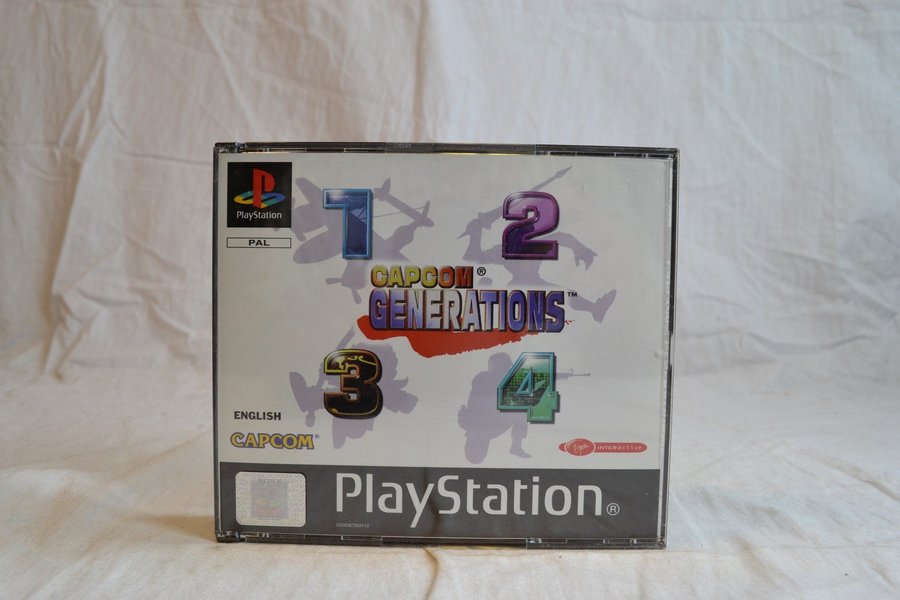 PlayStation
PAL
1
2
CAPCOM®
GENERATIONS™
3
4
ENGLISH
CAPCOM®
Virgin INTERACTIVE
PlayStation®